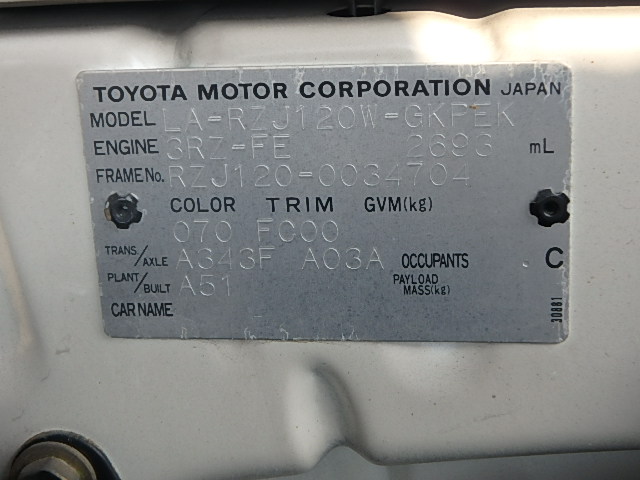 TOYOTA MOTOR CORPORATION JAPAN
MODEL LA-RZJ120W-GKPEK
ENGINE 3RZ-FE 2693 mL
FRAME No. RZJ120-0034704
COLOR TRIM GVM(kg)
070 FC00
TRANS/AXLE A343F A03A OCCUPANTS C
PLANT/BUILT A51 PAYLOAD MASS(kg)
CAR NAME
30881